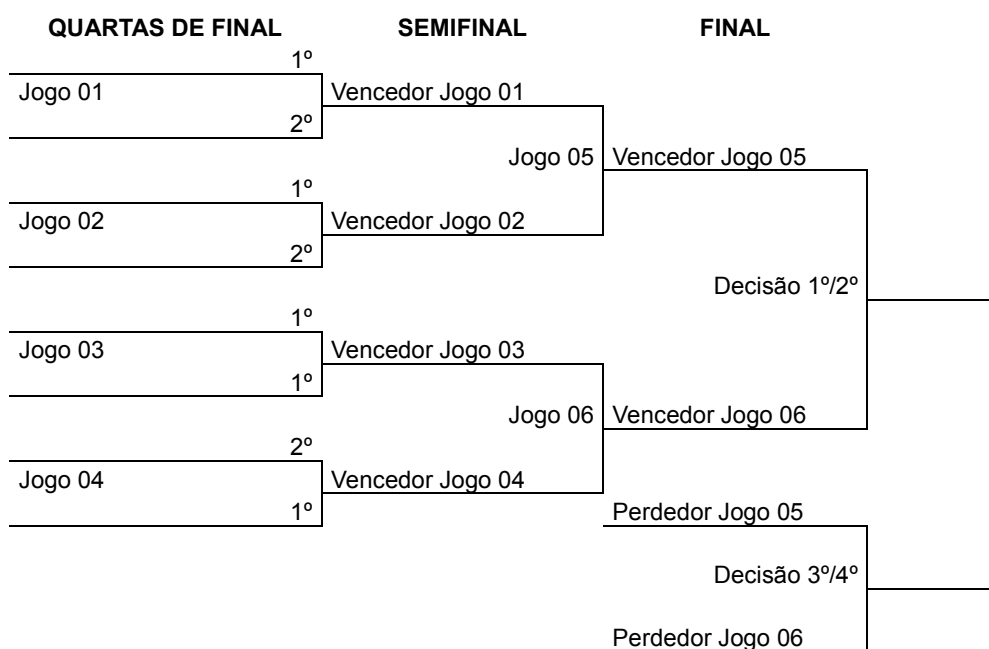 QUARTAS DE FINAL SEMIFINAL FINAL
1º
Jogo 01 Vencedor Jogo 01
2º
Jogo 05 Vencedor Jogo 05
1º
Jogo 02 Vencedor Jogo 02
2º
Decisão 1º/2º
1º
Jogo 03 Vencedor Jogo 03
1º
Jogo 06 Vencedor Jogo 06
2º
Jogo 04 Vencedor Jogo 04
1º Perdedor Jogo 05
Decisão 3º/4º
Perdedor Jogo 06